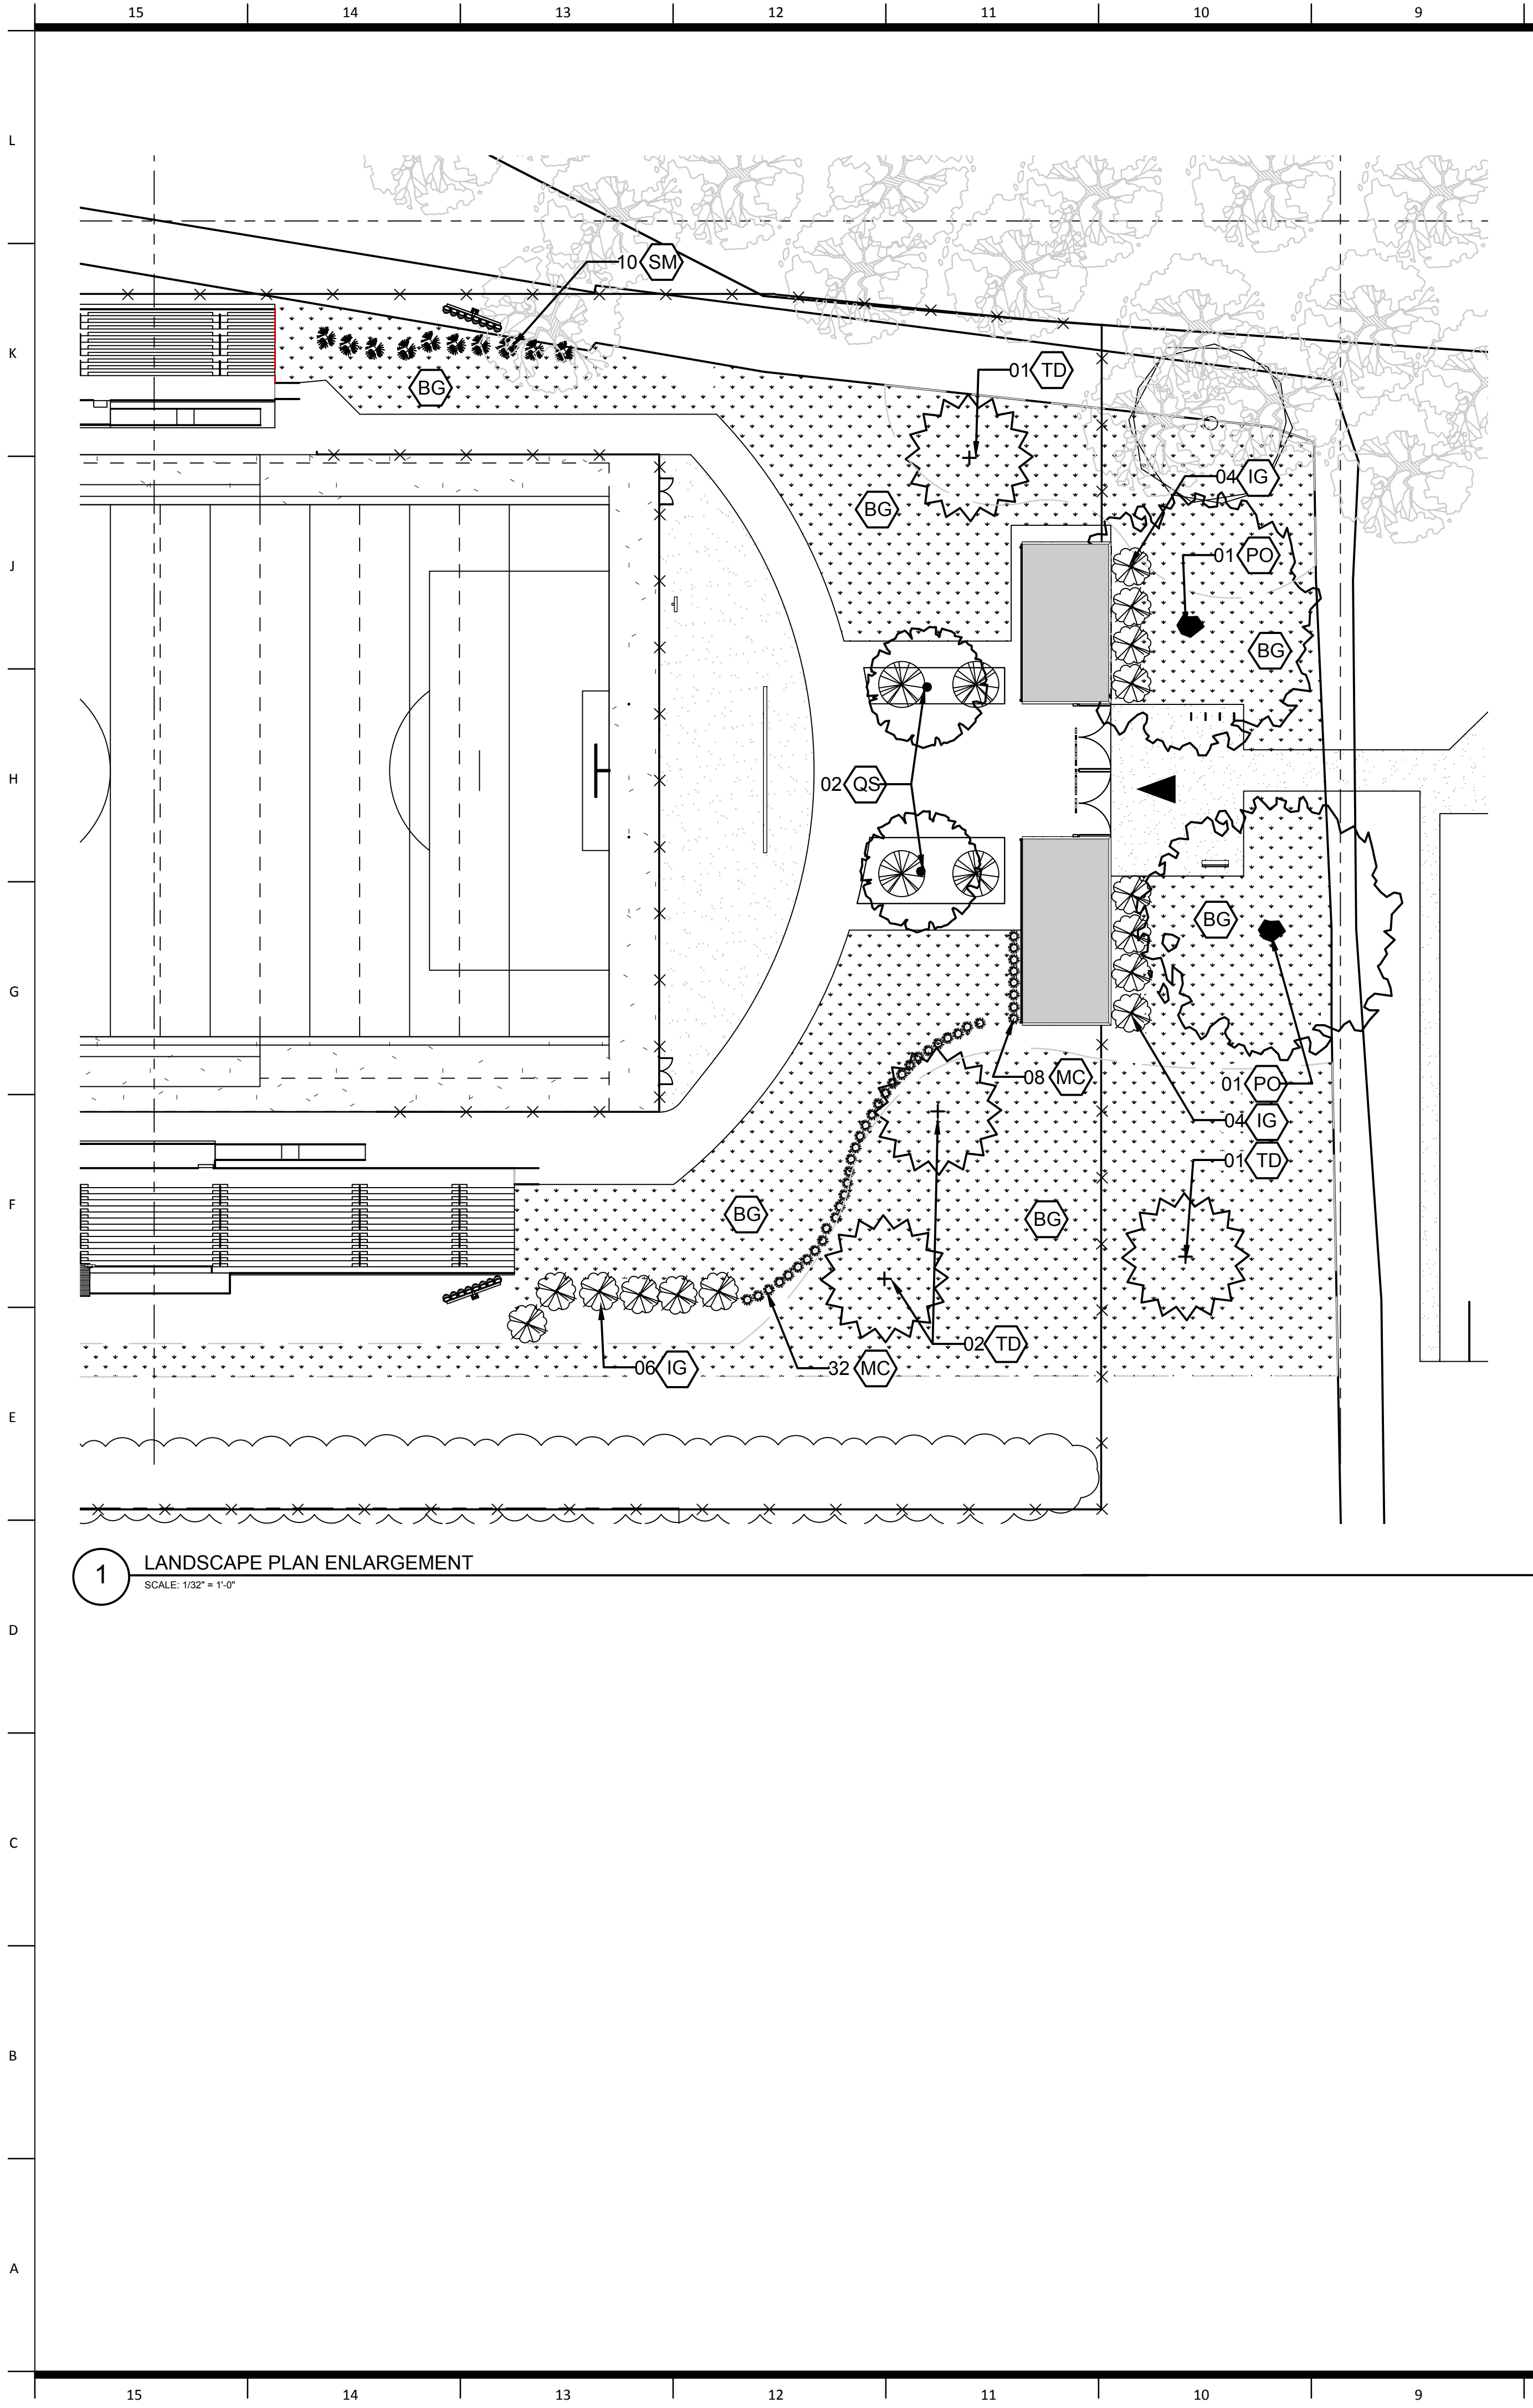 15 14 13 12 11 10 9
L
10 SM
K
01 TD
BG
04 IG
BG
01 PO
J
BG
H
02 QS
BG
G
08 MC
01 PO
04 IG
01 TD
F
BG
BG
02 TD
06 IG
32 MC
E
1
LANDSCAPE PLAN ENLARGEMENT
SCALE: 1/32" = 1'-0"
D
C
B
A
15 14 13 12 11 10 9